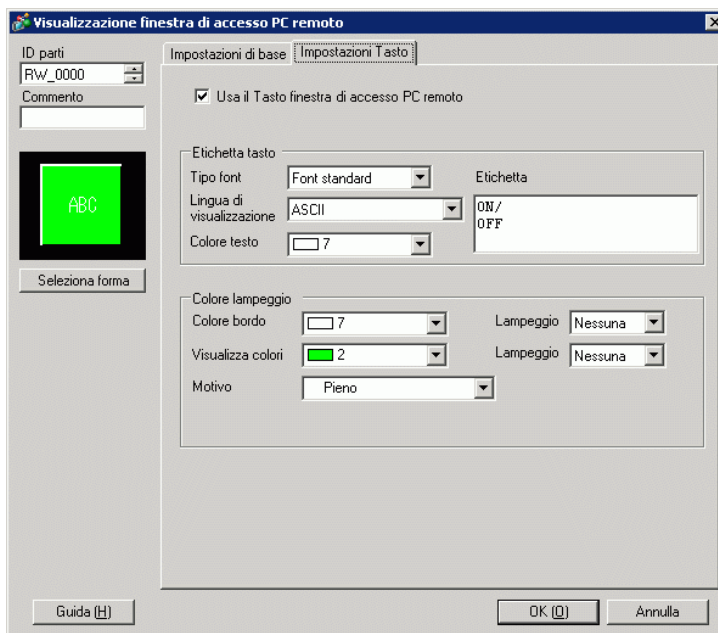 Visualizzazione finestra di accesso PC remoto
ID parti
RW_0000
Commento
ABC
Seleziona forma
Impostazioni di base
Impostazioni Tasto
Usa il Tasto finestra di accesso PC remoto
Etichetta tasto
Tipo font
Font standard
Etichetta
Lingua di
visualizzazione
ASCII
ON/
OFF
Colore testo
7
Colore lampeggio
Colore bordo
7
Lampeggio
Nessuna
Visualizza colori
2
Lampeggio
Nessuna
Motivo
Pieno
Guida (H)
OK (O)
Annulla